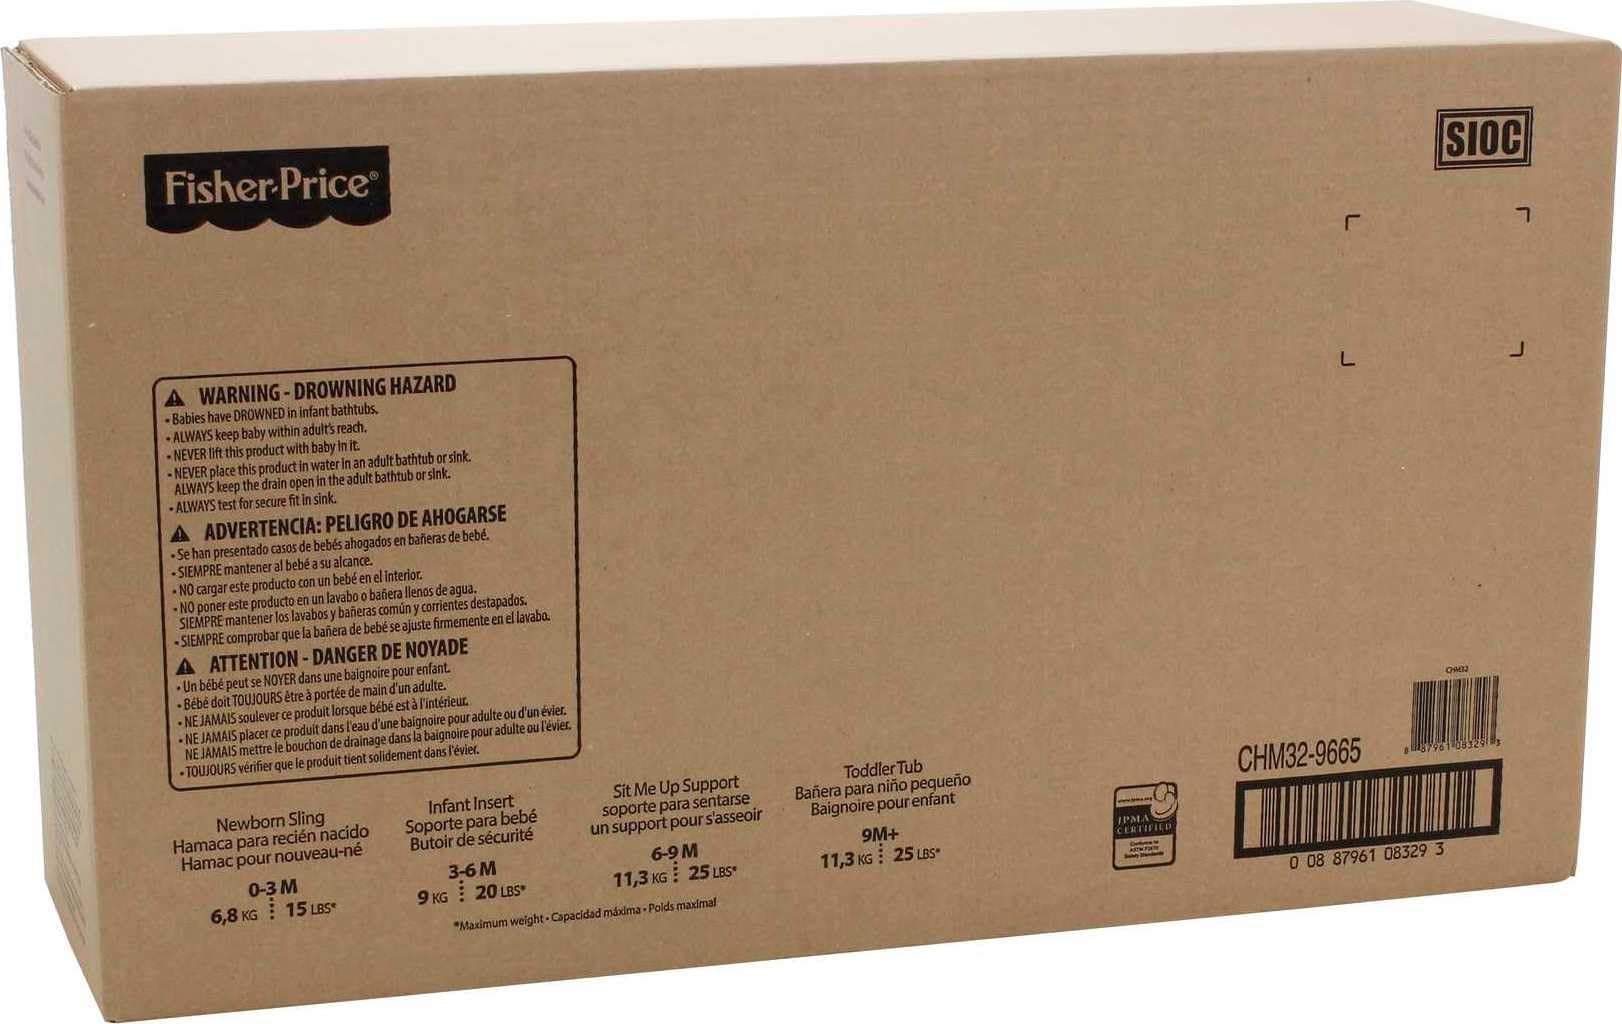 Fisher-Price®
SIOC
⚠ WARNING - DROWNING HAZARD
• Babies have DROWNED in infant bathtubs.
• ALWAYS keep baby within adult's reach.
• NEVER lift this product with baby in it.
• NEVER place this product in water in an adult bathtub or sink.
ALWAYS keep the drain open in the adult bathtub or sink.
• ALWAYS test for secure fit in sink.
⚠ ADVERTENCIA: PELIGRO DE AHOGARSE
• Se han presentado casos de bebés ahogados en bañeras de bebé.
• SIEMPRE mantener al bebé a su alcance.
• NO cargar este producto con un bebé en el interior.
• NO poner este producto en un lavabo o bañera llenos de agua.
SIEMPRE mantener los lavabos y bañeras común y corrientes destapados.
• SIEMPRE comprobar que la bañera de bebé se ajuste firmemente en el lavabo.
⚠ ATTENTION - DANGER DE NOYADE
• Un bébé peut se NOYER dans une baignoire pour enfant.
• Bébé doit TOUJOURS être à portée de main d'un adulte.
• NE JAMAIS soulever ce produit lorsque bébé est à l'intérieur.
• NE JAMAIS placer ce produit dans l'eau d'une baignoire pour adulte ou d'un évier.
NE JAMAIS mettre le bouchon de drainage dans la baignoire pour adulte ou l'évier.
• TOUJOURS vérifier que le produit tient solidement dans l'évier.
Newborn Sling
Hamaca para recién nacido
Hamac pour nouveau-né
0-3 M
6,8 KG 15 LBS*
Infant Insert
Soporte para bebé
Butoir de sécurité
3-6 M
9 KG 20 LBS*
Sit Me Up Support
soporte para sentarse
un support pour s'asseoir
6-9 M
11,3 KG 25 LBS*
Toddler Tub
Bañera para niño pequeño
Baignoire pour enfant
9M+
11,3 KG 25 LBS*
*Maximum weight • Capacidad máxima • Poids maximal
www.jpma.org
JPMA
CERTIFIED
Conforms to
ASTM F2670
Safety Standards
CHM32
0 87961 08329 3
CHM32-9665
0 08 87961 08329 3